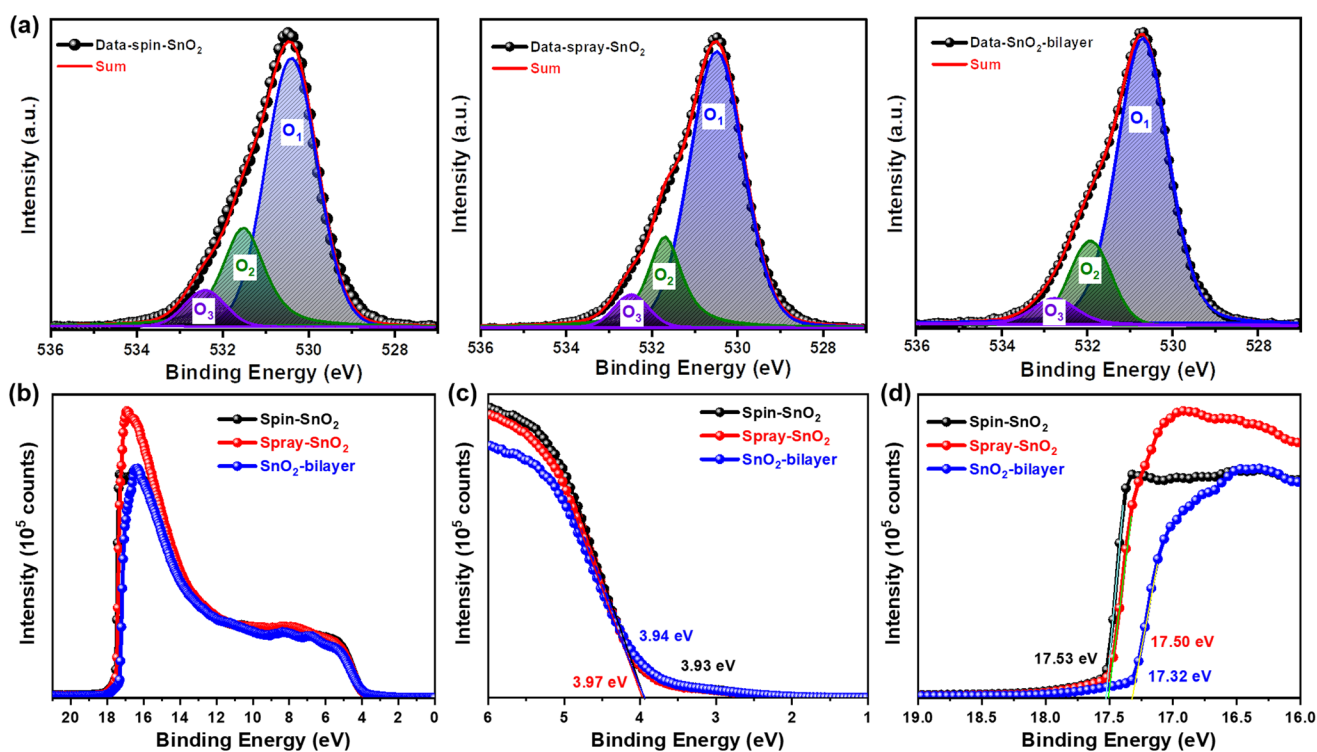 (a)
Data-spin-SnO₂
Sum
O₁
O₂
O₃
Intensity (a.u.)
536 534 532 530 528
Binding Energy (eV)
Data-spray-SnO₂
Sum
O₁
O₂
O₃
Intensity (a.u.)
536 534 532 530 528
Binding Energy (eV)
Data-SnO₂-bilayer
Sum
O₁
O₂
O₃
Intensity (a.u.)
536 534 532 530 528
Binding Energy (eV)
(b)
Spin-SnO₂
Spray-SnO₂
SnO₂-bilayer
Intensity (10⁵ counts)
20 18 16 14 12 10 8 6 4 2 0
Binding Energy (eV)
(c)
Spin-SnO₂
Spray-SnO₂
SnO₂-bilayer
3.94 eV
3.93 eV
3.97 eV
Intensity (10⁵ counts)
6 5 4 3 2 1
Binding Energy (eV)
(d)
Spin-SnO₂
Spray-SnO₂
SnO₂-bilayer
17.50 eV
17.53 eV
17.32 eV
Intensity (10⁵ counts)
19.0 18.5 18.0 17.5 17.0 16.5 16.0
Binding Energy (eV)